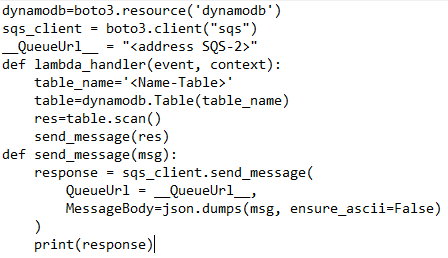 dynamodb=boto3.resource('dynamodb')
sqs_client = boto3.client("sqs")
__QueueUrl__ = "<address SQS-2>"
def lambda_handler(event, context):
    table_name='<Name-Table>'
    table=dynamodb.Table(table_name)
    res=table.scan()
    send_message(res)
def send_message(msg):
    response = sqs_client.send_message(
        QueueUrl = __QueueUrl__,
        MessageBody=json.dumps(msg, ensure_ascii=False)
    )
    print(response)